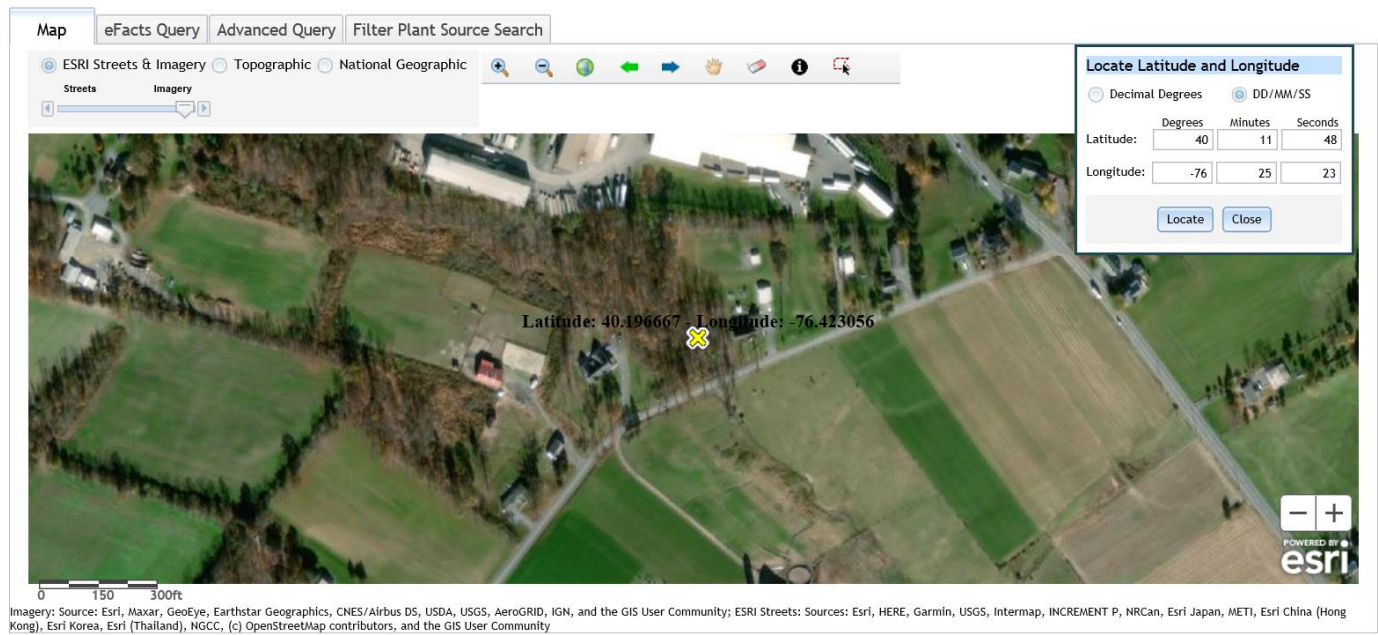 Map eFacts Query Advanced Query Filter Plant Source Search
ESRI Streets & Imagery Topographic National Geographic
Streets Imagery
Locate Latitude and Longitude
Decimal Degrees DD/MM/SS
Degrees Minutes Seconds
Latitude: 40 11 48
Longitude: -76 25 23
Locate Close
Latitude: 40.196667 - Longitude: -76.423056
POWERED BY
esri
0 150 300ft
Imagery: Source: Esri, Maxar, GeoEye, Earthstar Geographics, CNES/Airbus DS, USDA, USGS, AeroGRID, IGN, and the GIS User Community; ESRI Streets: Sources: Esri, HERE, Garmin, USGS, Intermap, INCREMENT P, NRCan, Esri Japan, METI, Esri China (Hong
Kong), Esri Korea, Esri (Thailand), NGCC, (c) OpenStreetMap contributors, and the GIS User Community